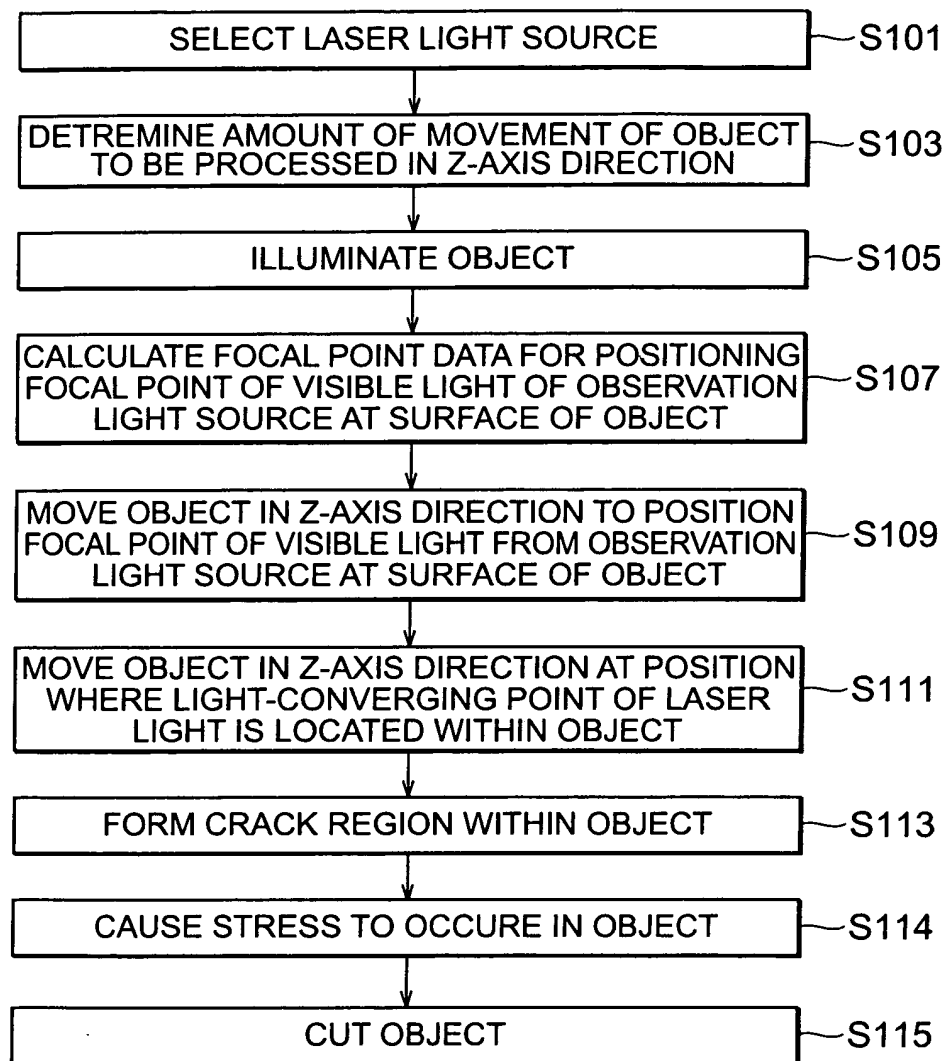 SELECT LASER LIGHT SOURCE
S101
DETREMINE AMOUNT OF MOVEMENT OF OBJECT
TO BE PROCESSED IN Z-AXIS DIRECTION
S103
ILLUMINATE OBJECT
S105
CALCULATE FOCAL POINT DATA FOR POSITIONING
FOCAL POINT OF VISIBLE LIGHT OF OBSERVATION
LIGHT SOURCE AT SURFACE OF OBJECT
S107
MOVE OBJECT IN Z-AXIS DIRECTION TO POSITION
FOCAL POINT OF VISIBLE LIGHT FROM OBSERVATION
LIGHT SOURCE AT SURFACE OF OBJECT
S109
MOVE OBJECT IN Z-AXIS DIRECTION AT POSITION
WHERE LIGHT-CONVERGING POINT OF LASER
LIGHT IS LOCATED WITHIN OBJECT
S111
FORM CRACK REGION WITHIN OBJECT
S113
CAUSE STRESS TO OCCURE IN OBJECT
S114
CUT OBJECT
S115